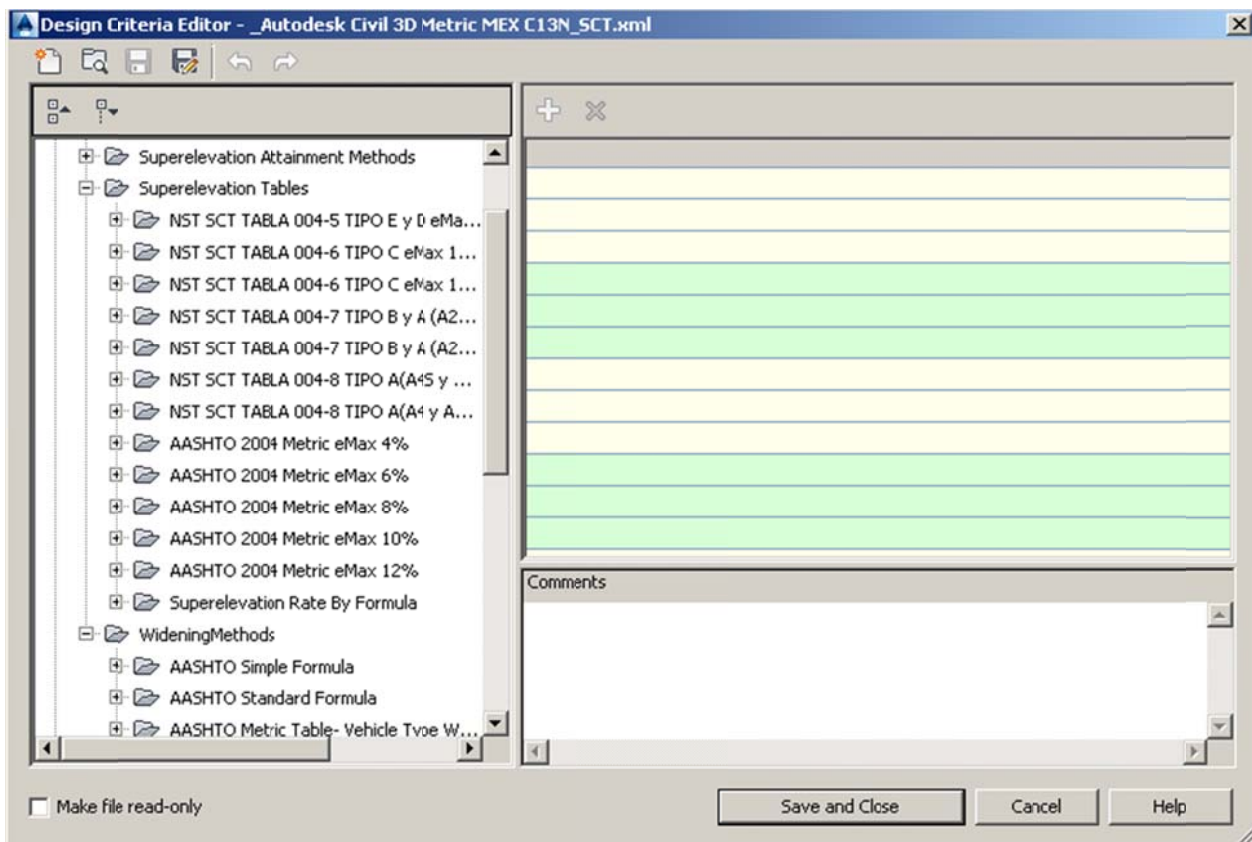 Design Criteria Editor - _Autodesk Civil 3D Metric MEX C13N_SCT.xml
Superelevation Attainment Methods
Superelevation Tables
NST SCT TABLA 004-5 TIPO E y D eMa...
NST SCT TABLA 004-6 TIPO C eMax 1...
NST SCT TABLA 004-6 TIPO C eMax 1...
NST SCT TABLA 004-7 TIPO B y A (A2...
NST SCT TABLA 004-7 TIPO B y A (A2...
NST SCT TABLA 004-8 TIPO A(A4S y ...
NST SCT TABLA 004-8 TIPO A(A4 y A...
AASHTO 2004 Metric eMax 4%
AASHTO 2004 Metric eMax 6%
AASHTO 2004 Metric eMax 8%
AASHTO 2004 Metric eMax 10%
AASHTO 2004 Metric eMax 12%
Superelevation Rate By Formula
WideningMethods
AASHTO Simple Formula
AASHTO Standard Formula
AASHTO Metric Table- Vehicle Type W...
Comments
Make file read-only
Save and Close
Cancel
Help